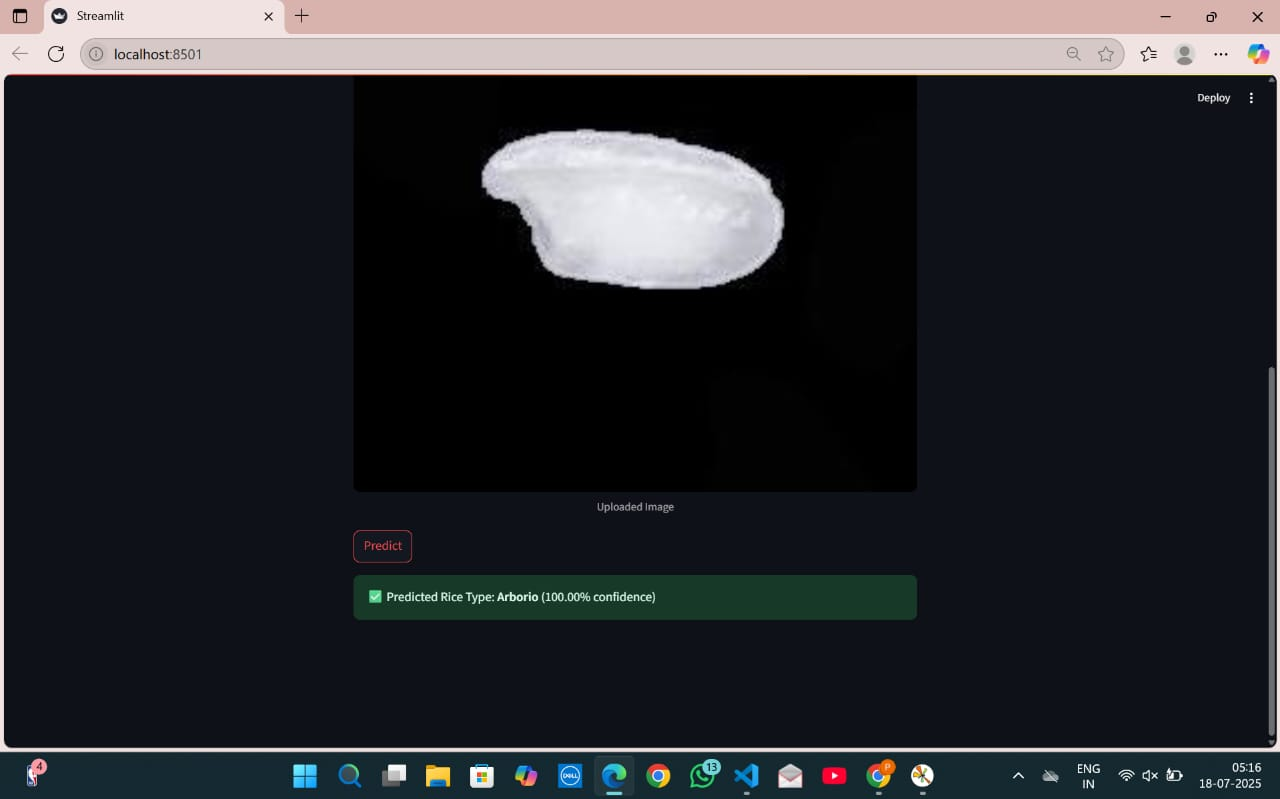 Streamlit
localhost:8501
Deploy
Uploaded Image
Predict
Predicted Rice Type: Arborio (100.00% confidence)
4
DELL
13
P
ENG
IN
05:16
18-07-2025